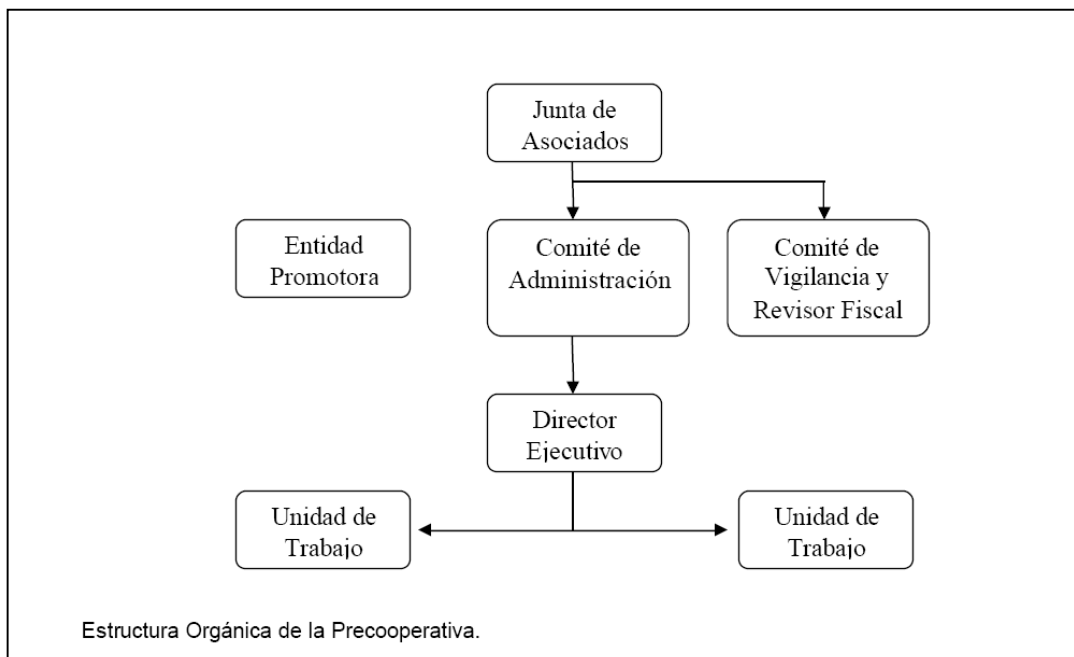 Junta de
Asociados
Entidad
Promotora
Comité de
Administración
Comité de
Vigilancia y
Revisor Fiscal
Director
Ejecutivo
Unidad de
Trabajo
Unidad de
Trabajo
Estructura Orgánica de la Precooperativa.